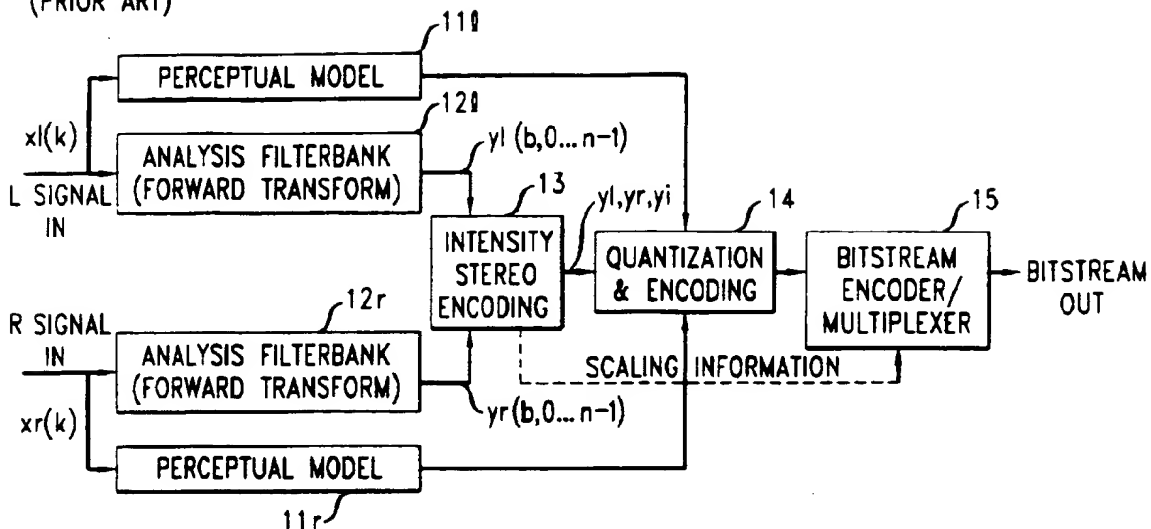 (PRIOR ART)
11l
PERCEPTUAL MODEL
12l
xl(k)
ANALYSIS FILTERBANK
(FORWARD TRANSFORM)
yl(b,0...n-1)
L SIGNAL
IN
13
yl,yr,yi
14
15
INTENSITY
STEREO
ENCODING
QUANTIZATION
& ENCODING
BITSTREAM
ENCODER/
MULTIPLEXER
BITSTREAM
OUT
12r
R SIGNAL
IN
ANALYSIS FILTERBANK
(FORWARD TRANSFORM)
SCALING INFORMATION
yr(b,0...n-1)
xr(k)
PERCEPTUAL MODEL
11r